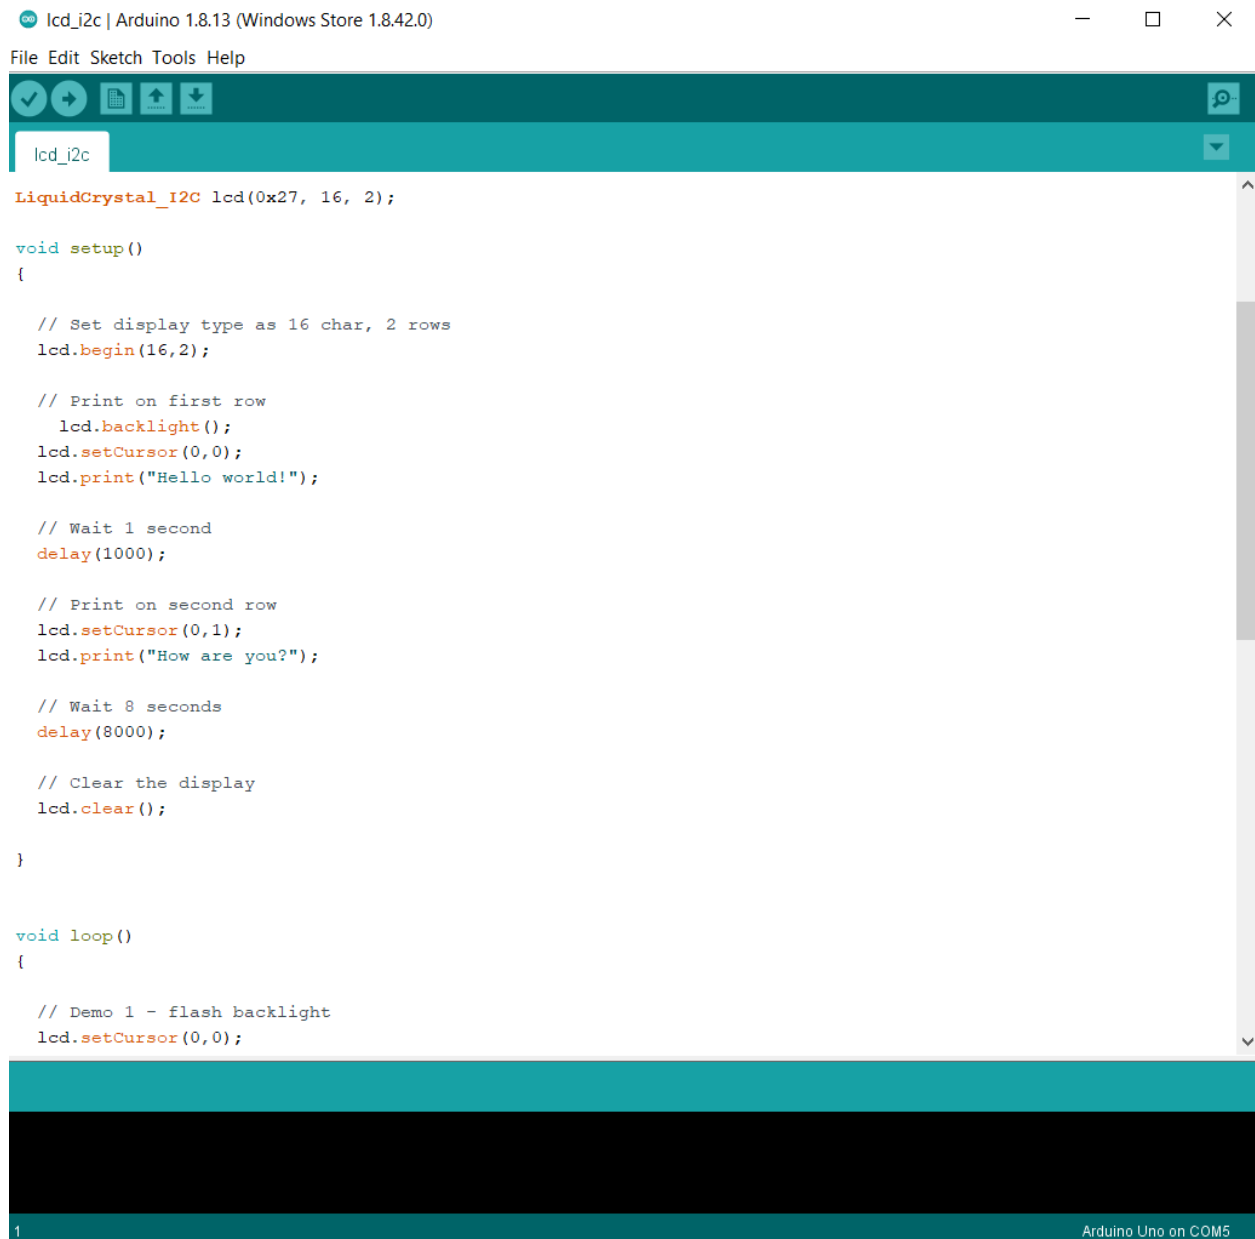 lcd_i2c | Arduino 1.8.13 (Windows Store 1.8.42.0)
File Edit Sketch Tools Help
lcd_i2c
LiquidCrystal_I2C lcd(0x27, 16, 2);
void setup()
{
// Set display type as 16 char, 2 rows
lcd.begin(16,2);
// Print on first row
lcd.backlight();
lcd.setCursor(0,0);
lcd.print("Hello world!");
// Wait 1 second
delay(1000);
// Print on second row
lcd.setCursor(0,1);
lcd.print("How are you?");
// Wait 8 seconds
delay(8000);
// Clear the display
lcd.clear();
}
void loop()
{
// Demo 1 - flash backlight
lcd.setCursor(0,0);
1
Arduino Uno on COM5